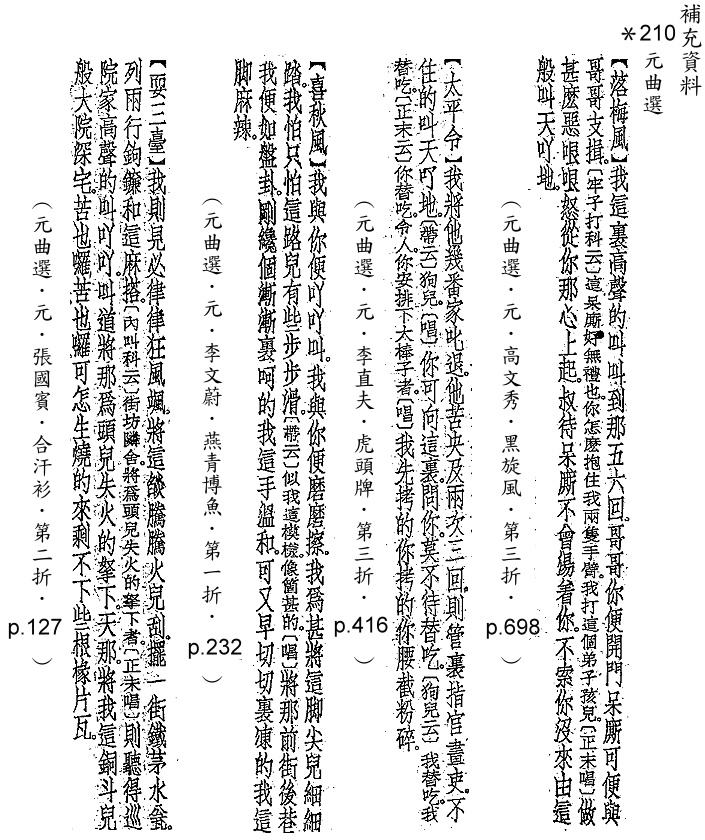 補充資料
*210 元曲選
【落梅風】我這裏高聲的叫叫到那五六回。哥哥你便開門呆廝可便與
哥哥支揖。〔牢子打科云〕這呆廝好無禮也你怎麽抱住我兩隻手臂。我打這個弟子孩兒。〔正末唱〕做
甚麽惡哏哏怒從你那心上起。叔待呆廝不曾傷着你。不索你沒來由這
般叫天吖地。
(元曲選.元.高文秀.黑旋風.第三折.p.698)
【太平令】我將他幾番家叱退。他苦央及兩次三回。則管裏指官畫吏。不
住的叫天吖地〔帶云〕狗兒〔唱〕你可向這裏問你。莫不待替吃。〔狗兒云〕我替吃。我
替吃。〔正末云〕你替吃。令人。你安排下大棒子者。〔唱〕我先拷的你拷的你腰截粉碎。
(元曲選.元.李直夫.虎頭牌.第三折.p.416)
【喜秋風】我與你便吖吖叫。我與你便磨磨擦。我爲甚將這脚尖兒細細
踏。我怕只怕這路兒有些步步滑。〔帶云〕似我這模樣。像箇甚的。〔唱〕將那前街後巷
我便如盤卦。剛纔個漸漸裏呵的我這手溫和。可又早切切裏凍的我這
脚麻辣。
(元曲選.元.李文蔚.燕青博魚.第一折.p.232)
【耍三臺】我則見必律律狂風颯。將這燄騰騰火兒刮。擺一街鐵茅水瓮。
列兩行鉤鐮和這麻搭。〔內叫科云〕街坊隣舍將爲頭兒失火的拏下者。〔正末唱〕則聽得巡
院家高聲的叫吖吖。叫道將那爲頭兒失火的拏下。天那將我這銅斗兒
般大院深宅。苦也囉苦也囉可怎生燒的來剩不下些根椽片瓦。
(元曲選.元.張國賓.合汗衫.第二折.p.127)